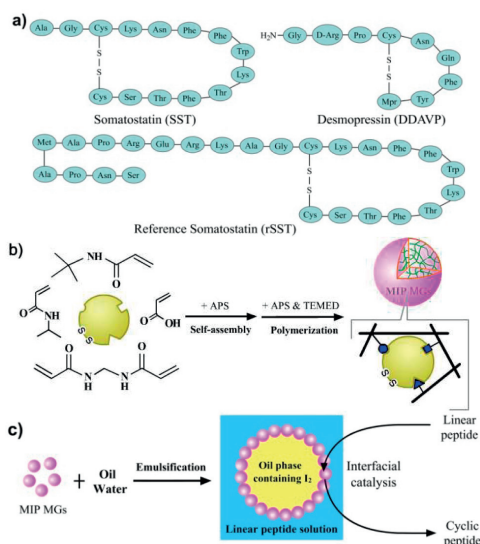 a)
Ala Gly Cys Lys Asn Phe Phe Trp Lys Thr Phe Thr Ser Cys
S
S
Somatostatin (SST)
H₂N Gly D-Arg Pro Cys Asn Gln Phe Tyr Mpr
S
S
Desmopressin (DDAVP)
Met Ala Pro Arg Glu Arg Lys Ala Gly Cys Lys Asn Phe Phe Trp Lys Thr Phe Thr Ser Cys
Ala Pro Asn Ser
S
S
Reference Somatostatin (rSST)
b)
NH
O
O
NH
S
S
O
OH
O
N
H
N
H
O
+ APS
Self-assembly
+ APS & TEMED
Polymerization
MIP MGs
S
S
c)
MIP MGs
+
Oil
Water
Emulsification
Oil phase
containing I₂
Linear peptide solution
Linear
peptide
Interfacial
catalysis
Cyclic
peptide